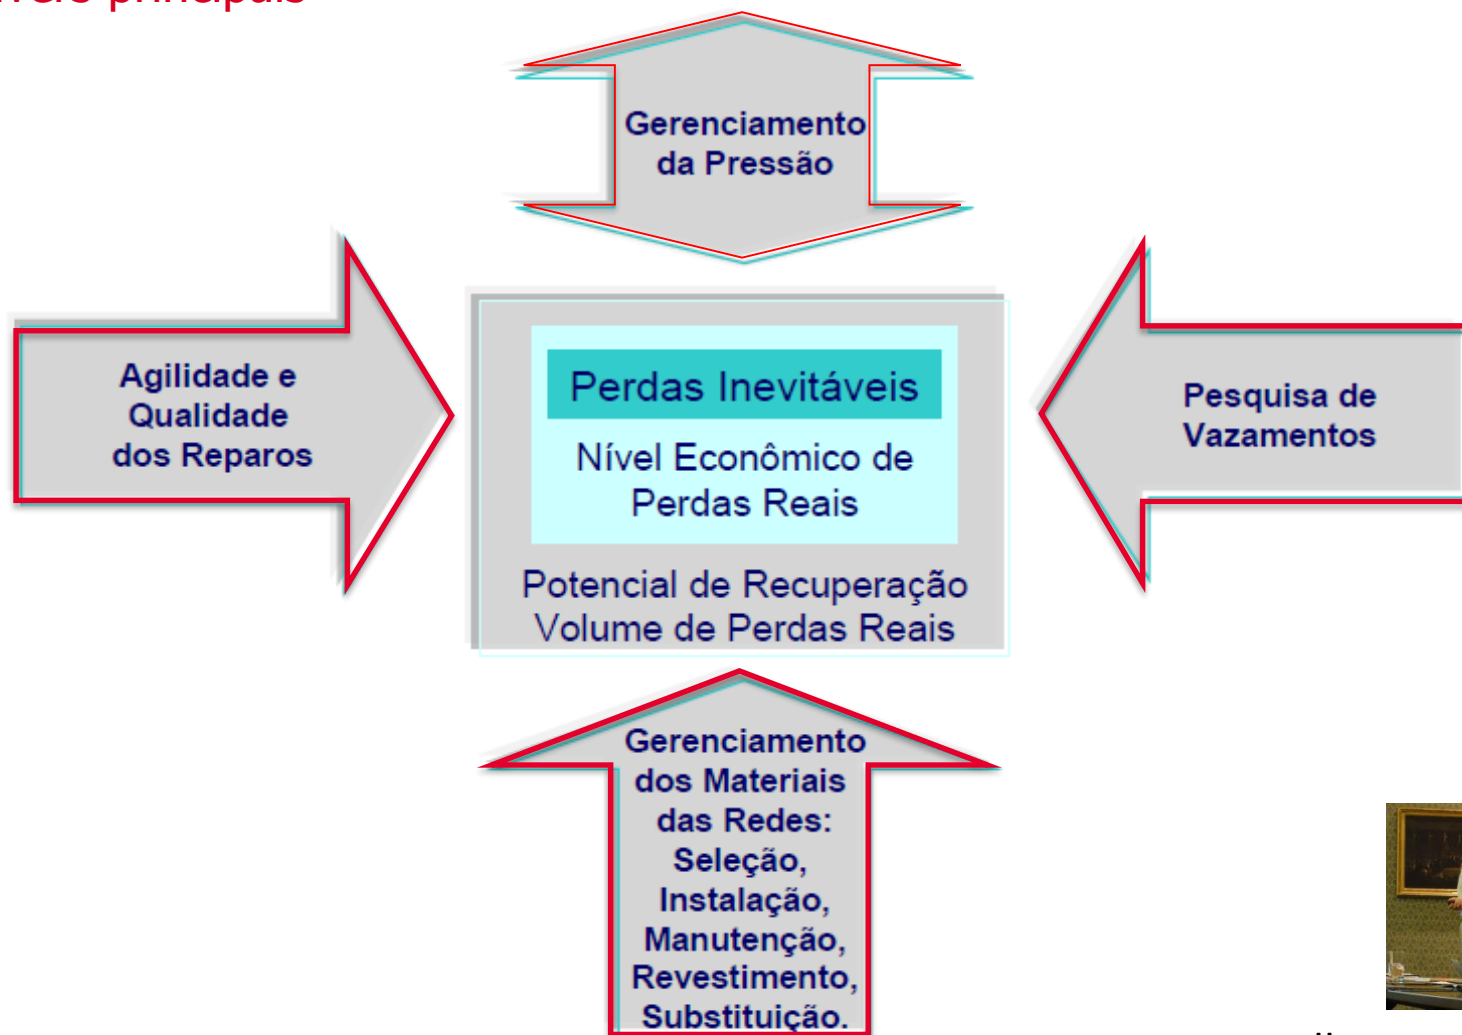 principais
Gerenciamento
da Pressão
Agilidade e
Qualidade
dos Reparos
Perdas Inevitáveis
Nível Econômico de
Perdas Reais
Potencial de Recuperação
Volume de Perdas Reais
Pesquisa de
Vazamentos
Gerenciamento
dos Materiais
das Redes:
Seleção,
Instalação,
Manutenção,
Revestimento,
Substituição.